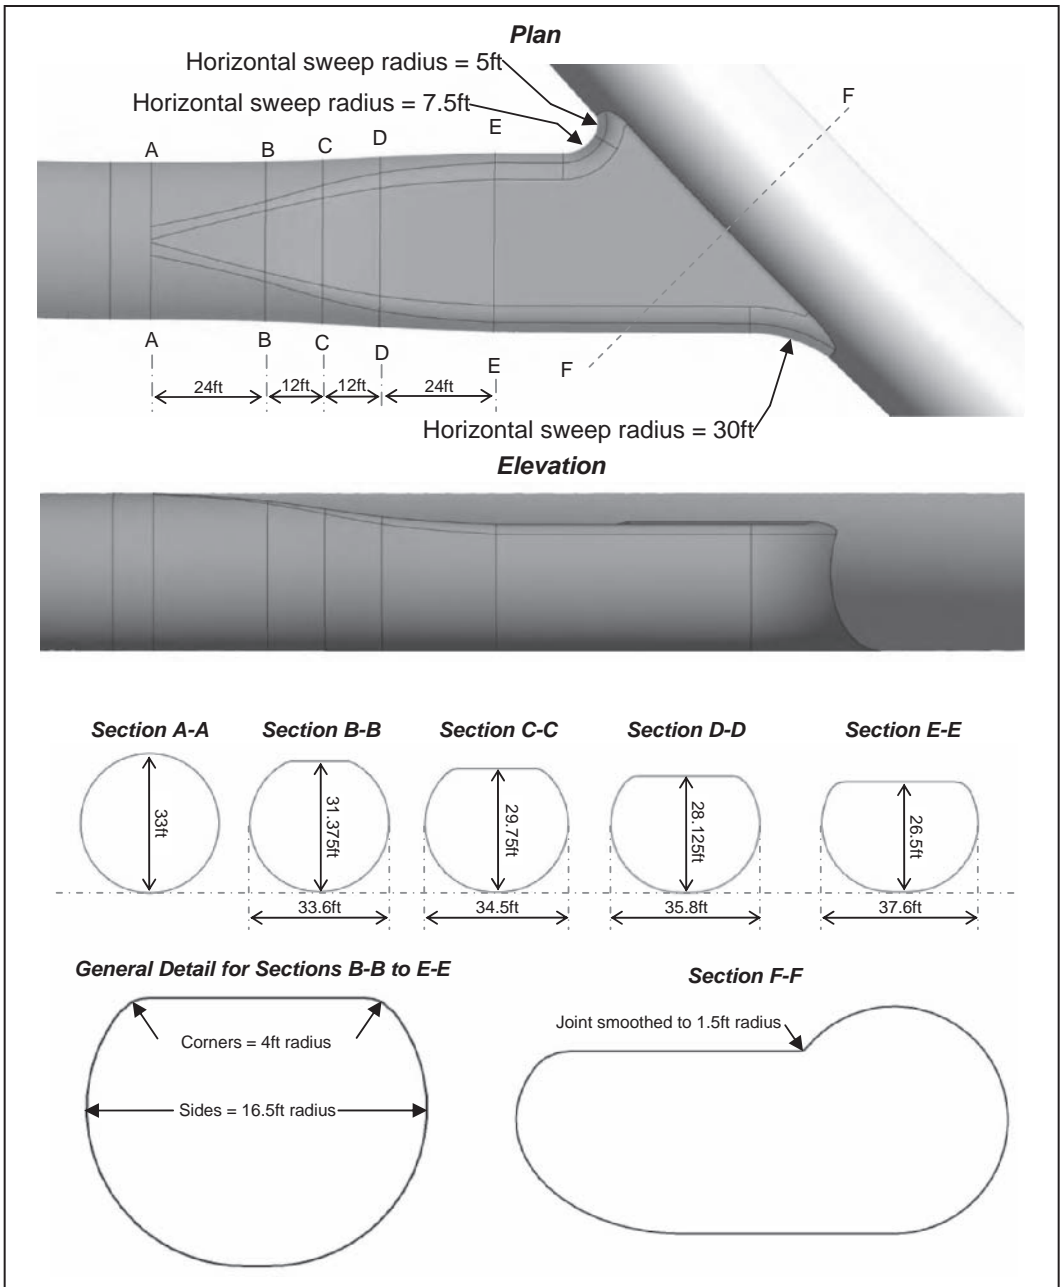 Plan
Horizontal sweep radius = 5ft
Horizontal sweep radius = 7.5ft
F
A
B
C
D
E
A
B
C
D
E
F
24ft
12ft
12ft
24ft
Horizontal sweep radius = 30ft
Elevation
Section A-A
Section B-B
Section C-C
Section D-D
Section E-E
33ft
31.375ft
29.75ft
28.125ft
26.5ft
33.6ft
34.5ft
35.8ft
37.6ft
General Detail for Sections B-B to E-E
Section F-F
Corners = 4ft radius
Joint smoothed to 1.5ft radius
Sides = 16.5ft radius